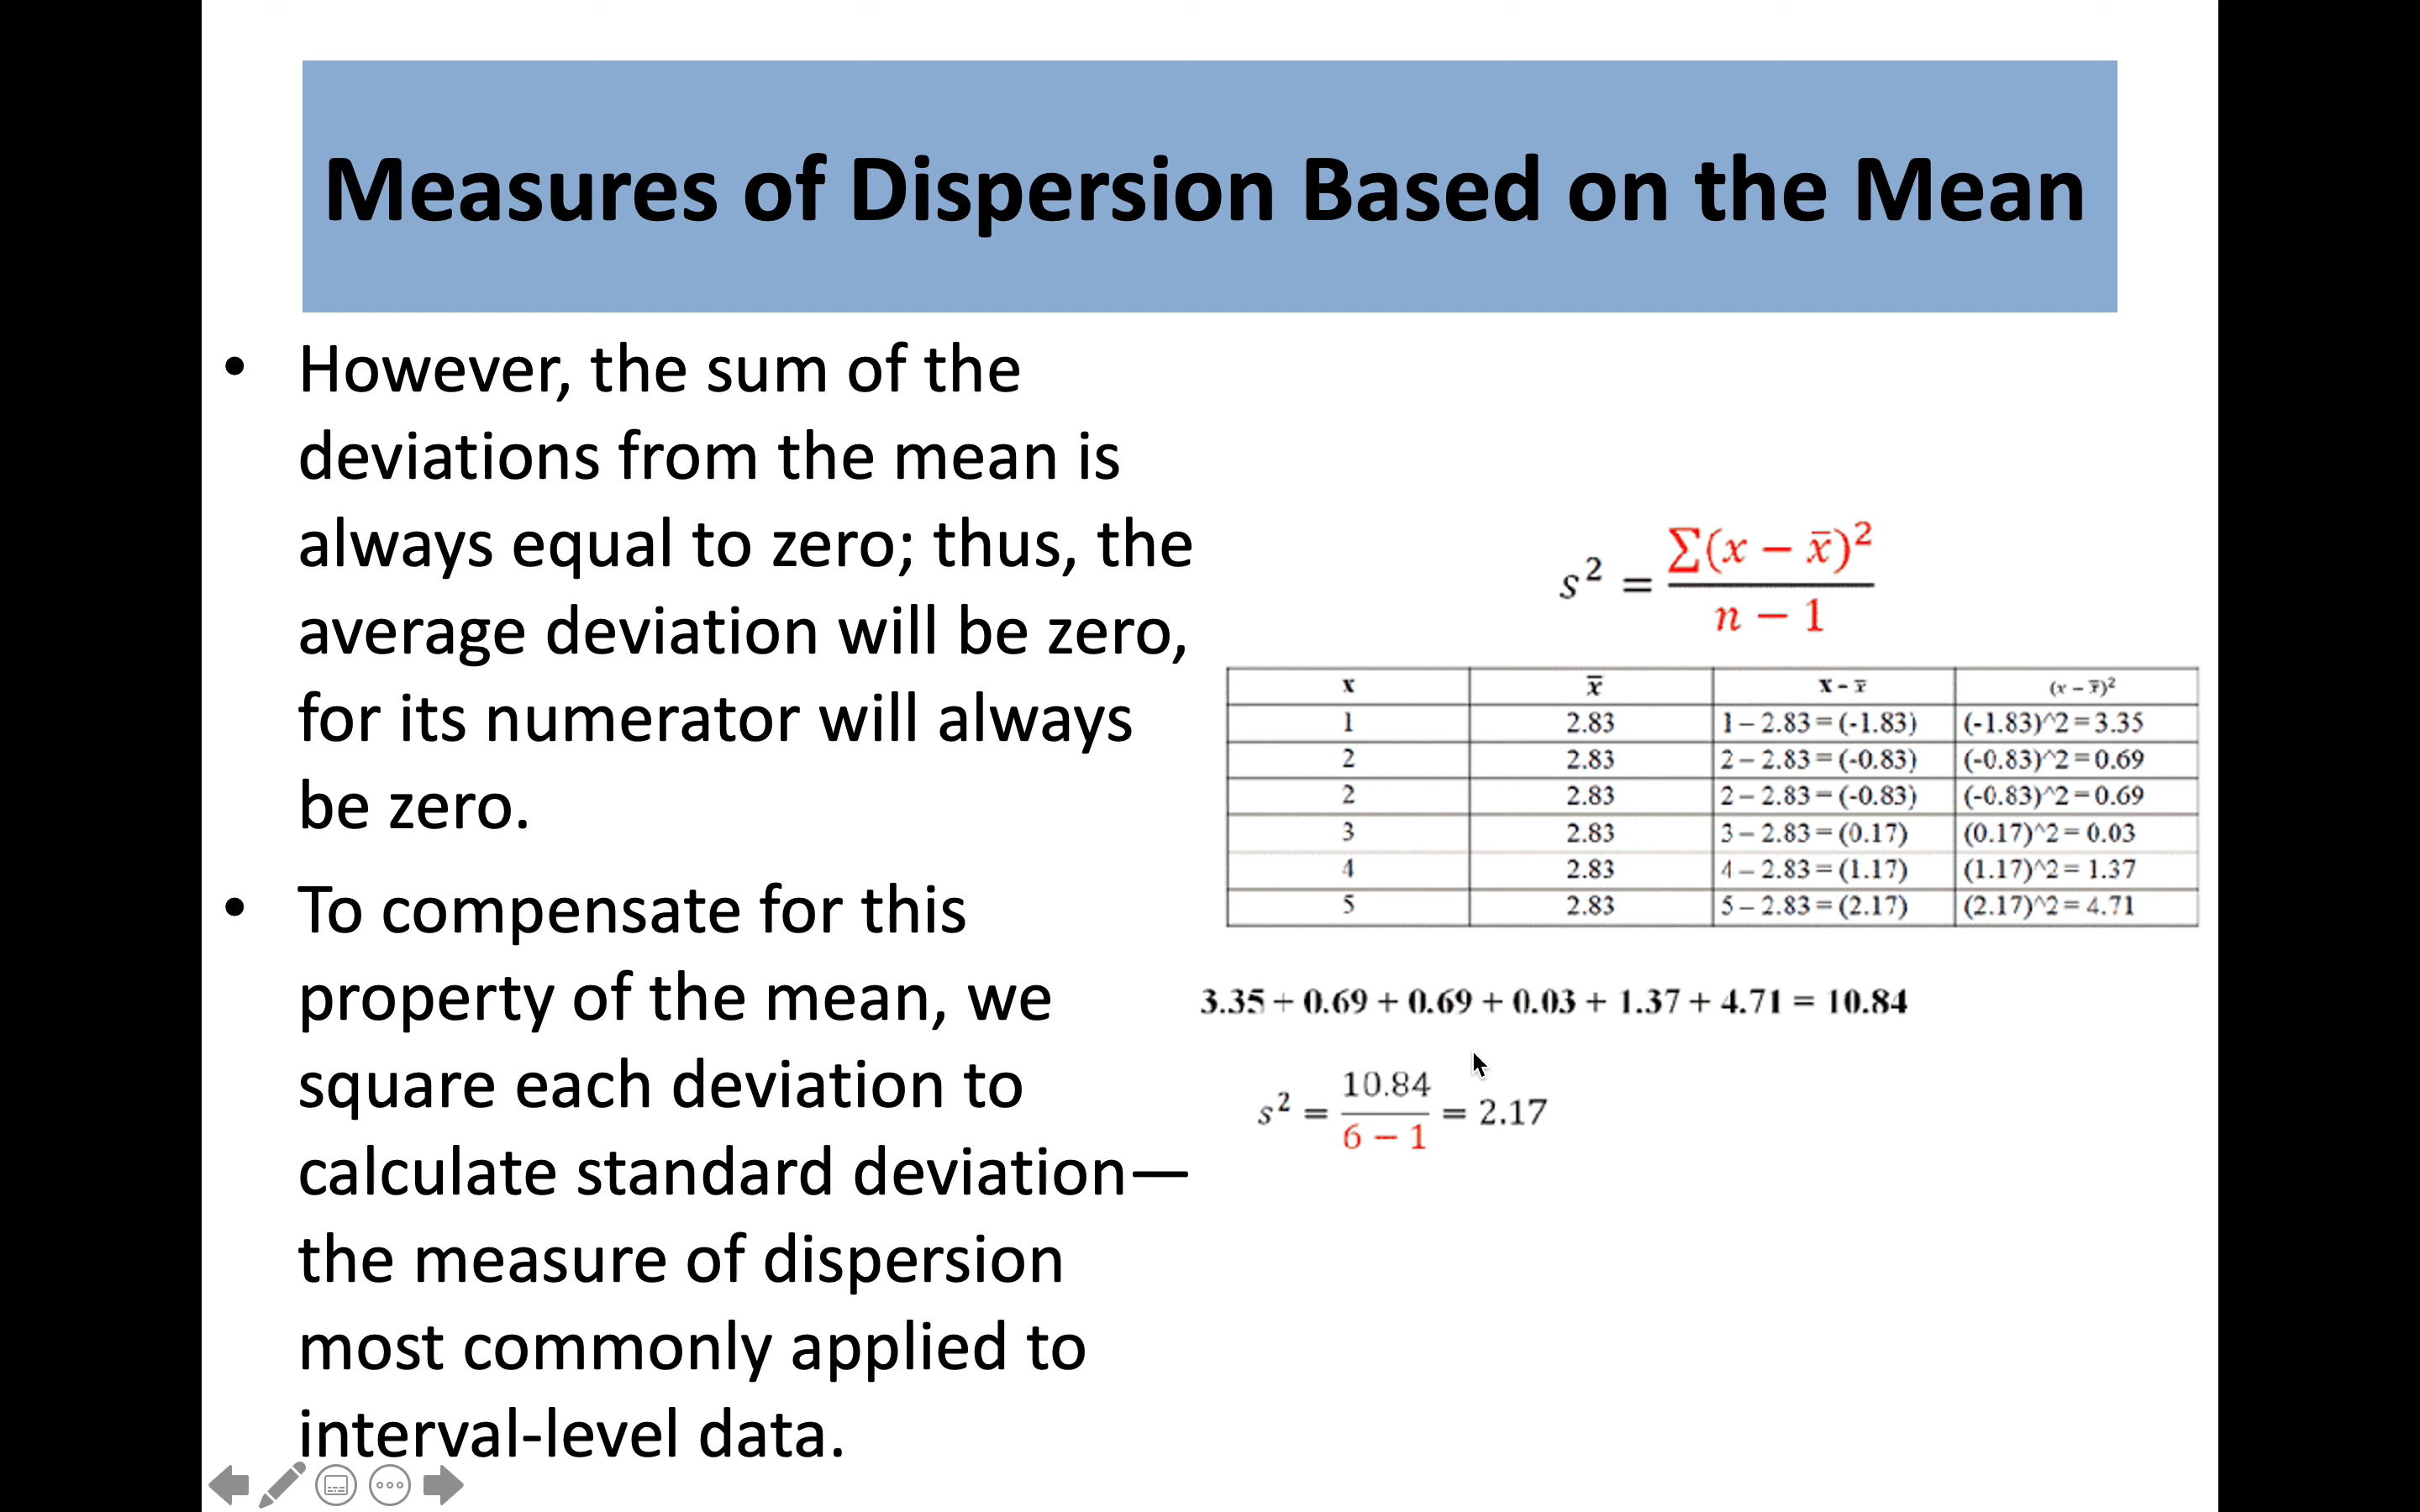 Measures of Dispersion Based on the Mean
• However, the sum of the
deviations from the mean is
always equal to zero; thus, the
average deviation will be zero,
for its numerator will always
be zero.
• To compensate for this
property of the mean, we
square each deviation to
calculate standard deviation—
the measure of dispersion
most commonly applied to
interval-level data.
s² = ∑(x − x̄)² / n − 1
x x̄ x - x̄ (x − x̄)²
1 2.83 1 – 2.83 = (-1.83) (-1.83)^2 = 3.35
2 2.83 2 – 2.83 = (-0.83) (-0.83)^2 = 0.69
2 2.83 2 – 2.83 = (-0.83) (-0.83)^2 = 0.69
3 2.83 3 – 2.83 = (0.17) (0.17)^2 = 0.03
4 2.83 4 – 2.83 = (1.17) (1.17)^2 = 1.37
5 2.83 5 – 2.83 = (2.17) (2.17)^2 = 4.71
3.35 + 0.69 + 0.69 + 0.03 + 1.37 + 4.71 = 10.84
s² = 10.84 / 6 − 1 = 2.17